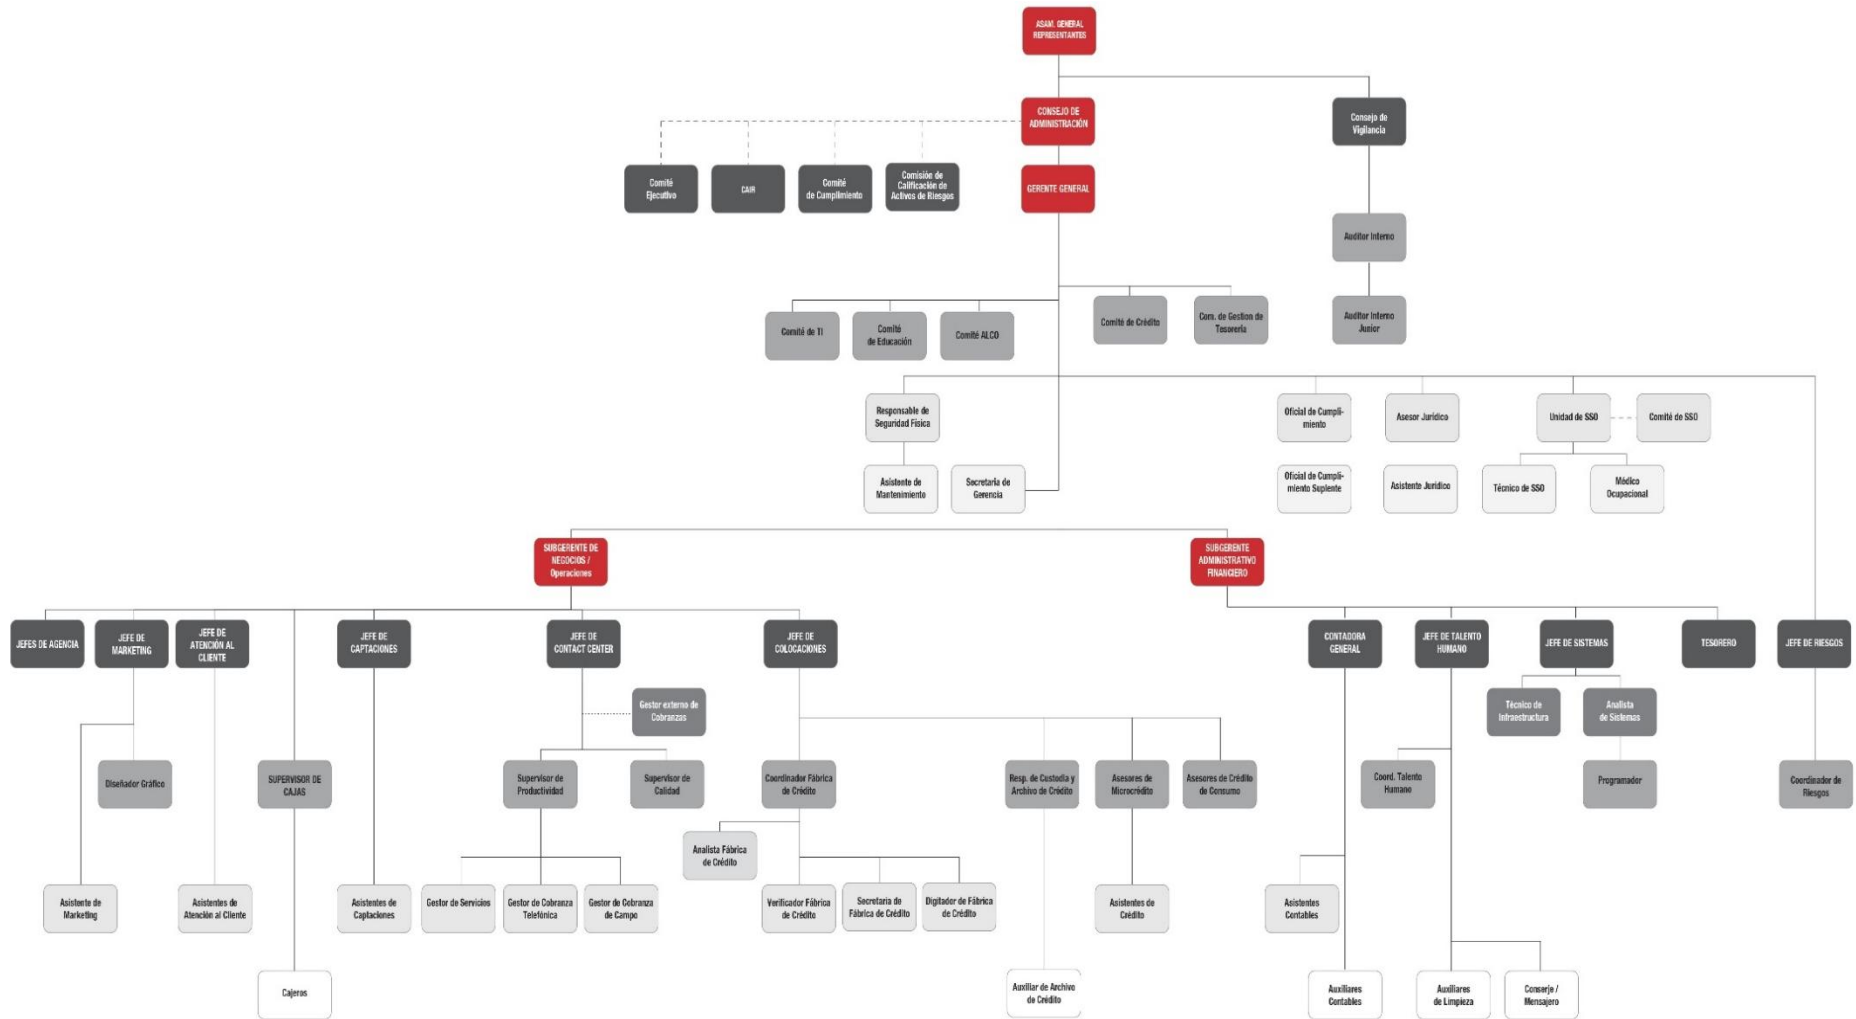 ASAM. GENERAL
REPRESENTANTES
CONSEJO DE
ADMINISTRACIÓN
Consejo de
Vigilancia
Comité
Ejecutivo
CAIR
Comité
de Cumplimiento
Comisión de
Calificación de
Activos de Riesgos
GERENTE GENERAL
Auditor Interno
Comité de TI
Comité
de Educación
Comité ALCO
Comité de Crédito
Com. de Gestion de
Tesorería
Auditor Interno
Junior
Responsable de
Seguridad Física
Oficial de Cumpli-
miento
Asesor Jurídico
Unidad de SSO
Comité de SSO
Asistente de
Mantenimiento
Secretaria de
Gerencia
Oficial de Cumpli-
miento Suplente
Asistente Jurídico
Técnico de SSO
Médico
Ocupacional
SUBGERENTE DE
NEGOCIOS /
Operaciones
SUBGERENTE
ADMINISTRATIVO
FINANCIERO
JEFES DE AGENCIA
JEFE DE
MARKETING
JEFE DE
ATENCIÓN AL
CLIENTE
JEFE DE
CAPTACIONES
JEFE DE
CONTACT CENTER
JEFE DE
COLOCACIONES
CONTADORA
GENERAL
JEFE DE TALENTO
HUMANO
JEFE DE SISTEMAS
TESORERO
JEFE DE RIESGOS
Gestor externo de
Cobranzas
Técnico de
Infraestructura
Analista
de Sistemas
Diseñador Gráfico
SUPERVISOR DE
CAJAS
Supervisor de
Productividad
Supervisor de
Calidad
Coordinador Fábrica
de Crédito
Resp. de Custodia y
Archivo de Crédito
Asesores de
Microcrédito
Asesores de Crédito
de Consumo
Coord. Talento
Humano
Programador
Coordinador de
Riesgos
Analista Fábrica
de Crédito
Asistente de
Marketing
Asistentes de
Atención al Cliente
Asistentes de
Captaciones
Gestor de Servicios
Gestor de Cobranza
Telefónica
Gestor de Cobranza
de Campo
Verificador Fábrica
de Crédito
Secretaria de
Fábrica de Crédito
Digitador de Fábrica
de Crédito
Asistentes de
Crédito
Asistentes
Contables
Cajeros
Auxiliar de Archivo
de Crédito
Auxiliares
Contables
Auxiliares
de Limpieza
Conserje /
Mensajero